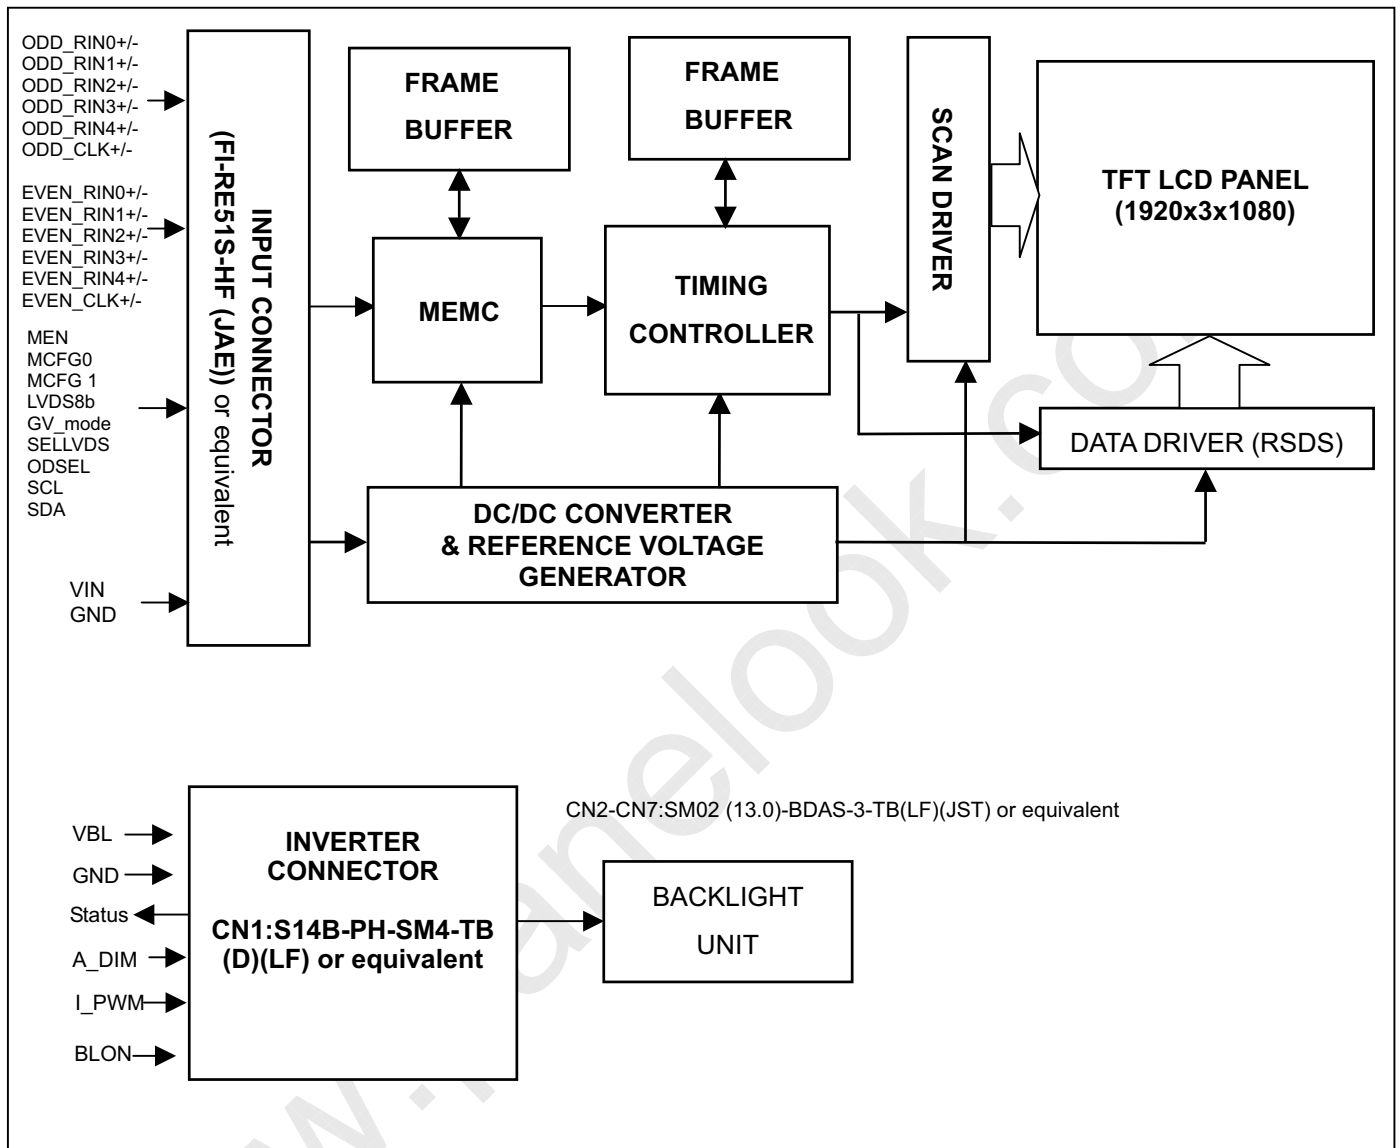 ODD_RIN0+/-
ODD_RIN1+/-
ODD_RIN2+/-
ODD_RIN3+/-
ODD_RIN4+/-
ODD_CLK+/-
EVEN_RIN0+/-
EVEN_RIN1+/-
EVEN_RIN2+/-
EVEN_RIN3+/-
EVEN_RIN4+/-
EVEN_CLK+/-
MEN
MCFG0
MCFG 1
LVDS8b
GV_mode
SELLVDS
ODSEL
SCL
SDA
VIN
GND
INPUT CONNECTOR
(FI-RE51S-HF (JAE)) or equivalent
FRAME
BUFFER
FRAME
BUFFER
MEMC
TIMING
CONTROLLER
SCAN DRIVER
TFT LCD PANEL
(1920x3x1080)
DATA DRIVER (RSDS)
DC/DC CONVERTER
& REFERENCE VOLTAGE
GENERATOR
VBL
GND
Status
A_DIM
I_PWM
BLON
INVERTER
CONNECTOR
CN1:S14B-PH-SM4-TB
(D)(LF) or equivalent
CN2-CN7:SM02 (13.0)-BDAS-3-TB(LF)(JST) or equivalent
BACKLIGHT
UNIT